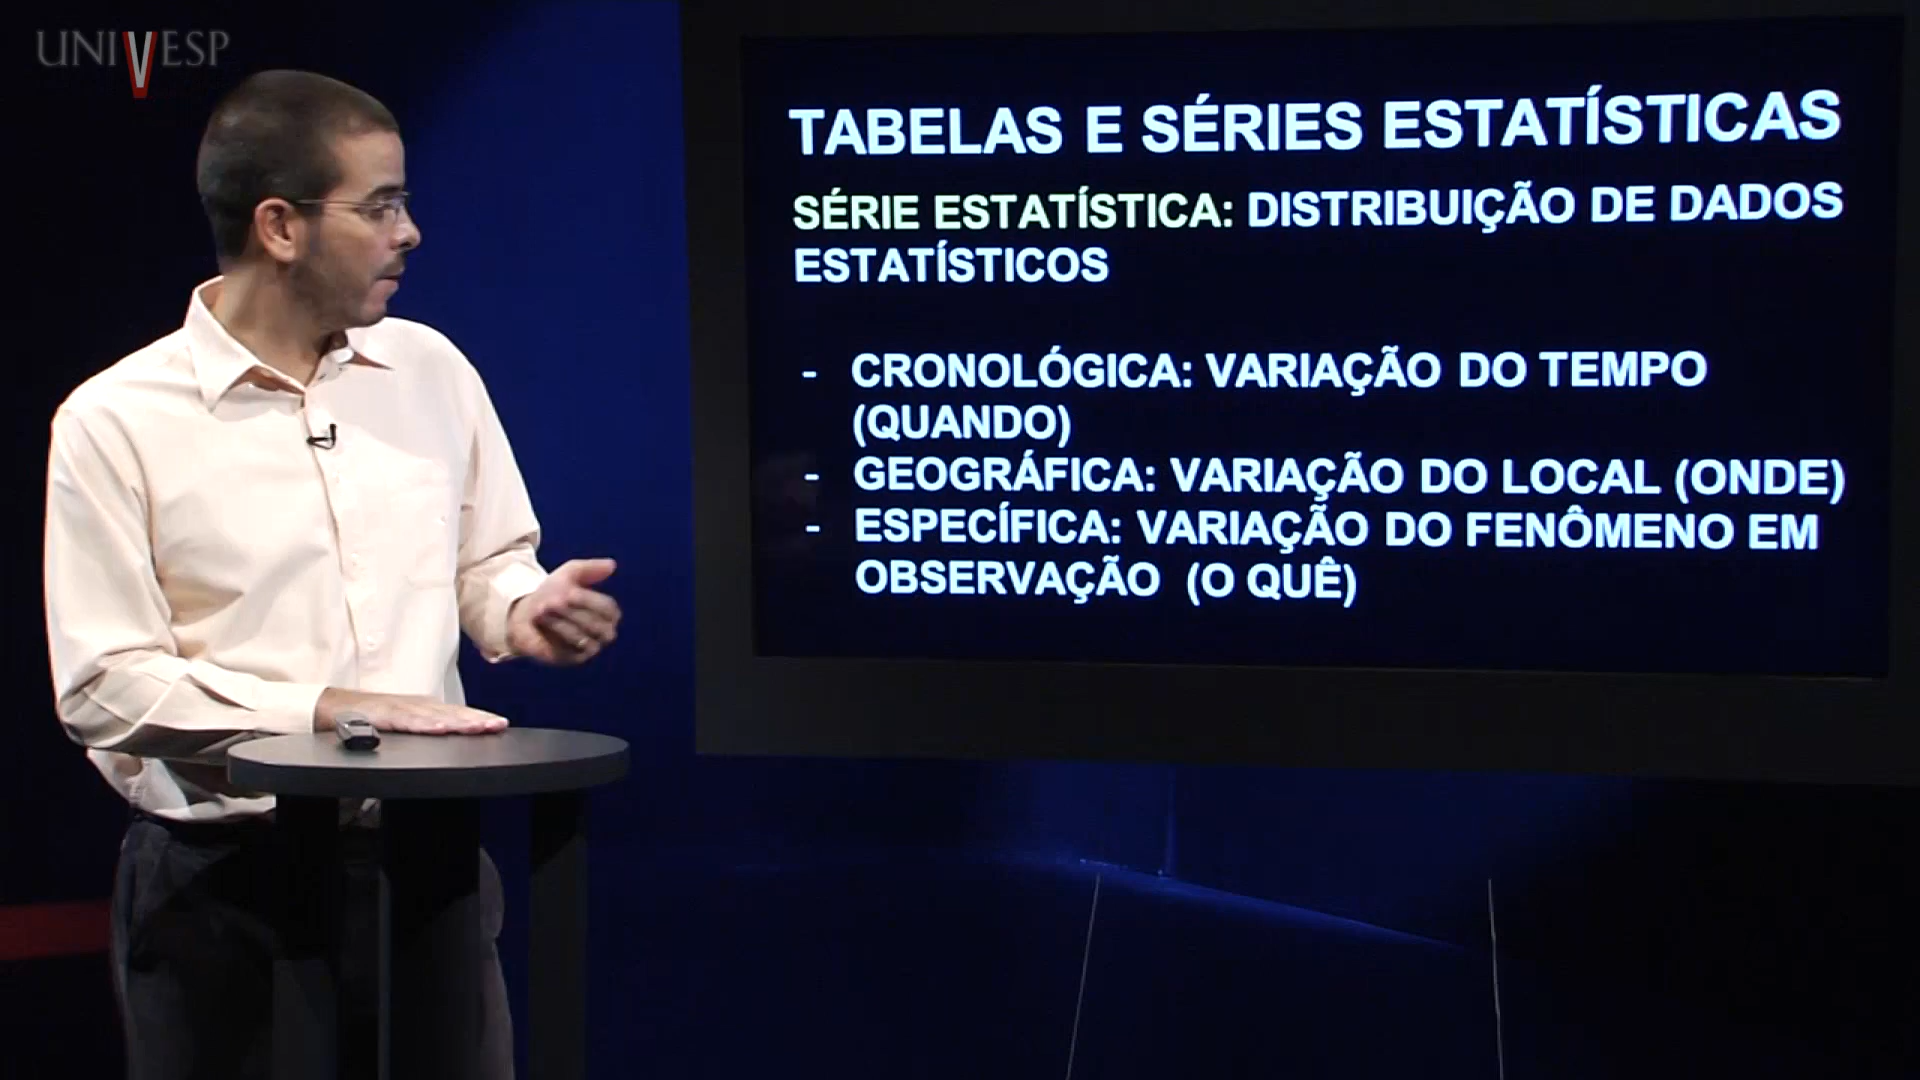 UNIVESP
TABELAS E SÉRIES ESTATÍSTICAS
SÉRIE ESTATÍSTICA: DISTRIBUIÇÃO DE DADOS
ESTATÍSTICOS
- CRONOLÓGICA: VARIAÇÃO DO TEMPO
(QUANDO)
- GEOGRÁFICA: VARIAÇÃO DO LOCAL (ONDE)
- ESPECÍFICA: VARIAÇÃO DO FENÔMENO EM
OBSERVAÇÃO (O QUÊ)